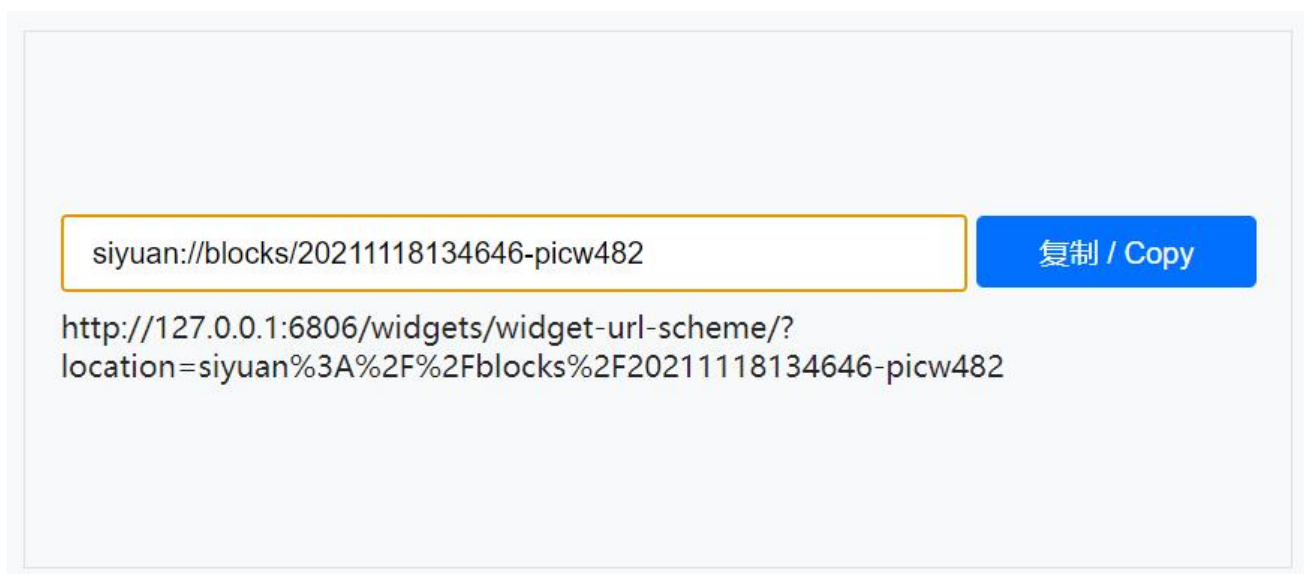 siyuan://blocks/20211118134646-picw482
复制 / Copy
http://127.0.0.1:6806/widgets/widget-url-scheme/?
location=siyuan%3A%2F%2Fblocks%2F20211118134646-picw482